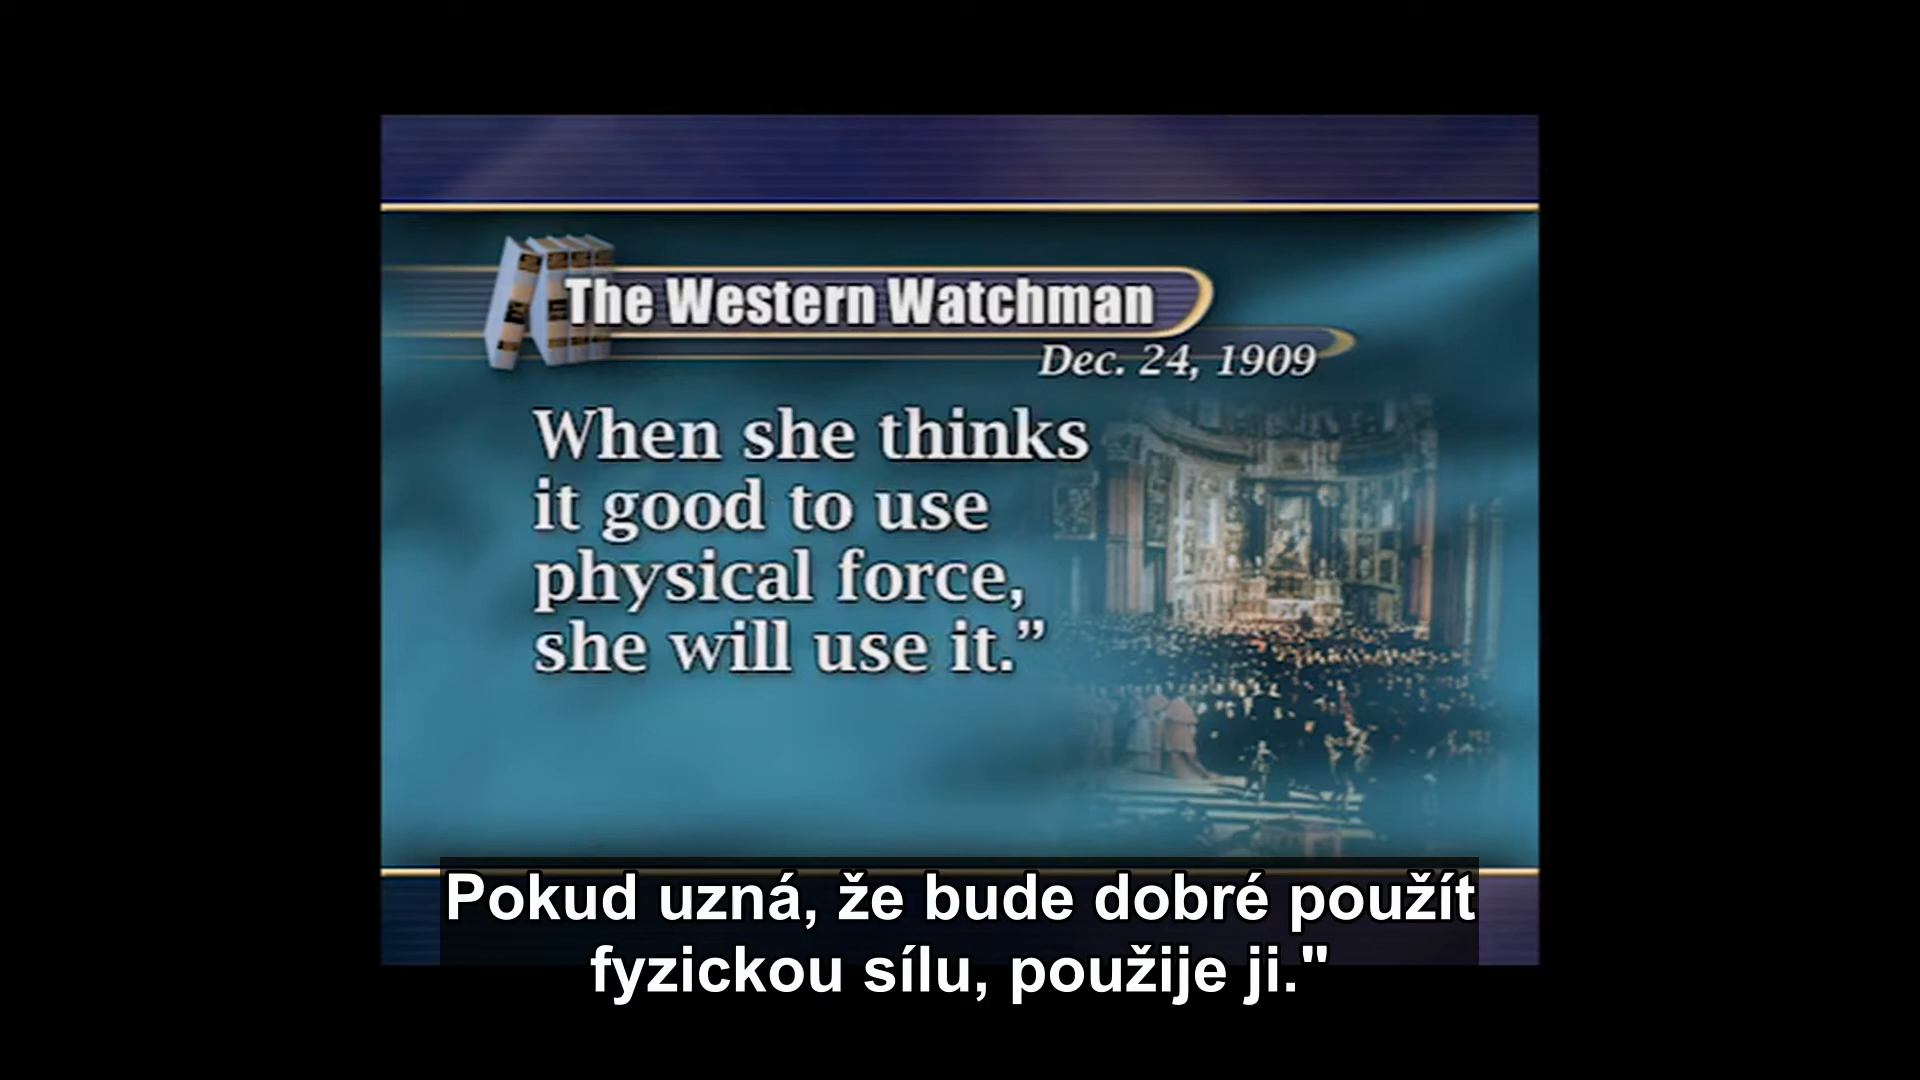 The Western Watchman
Dec. 24, 1909
When she thinks
it good to use
physical force,
she will use it.”
Pokud uzná, že bude dobré použít
fyzickou sílu, použije ji."